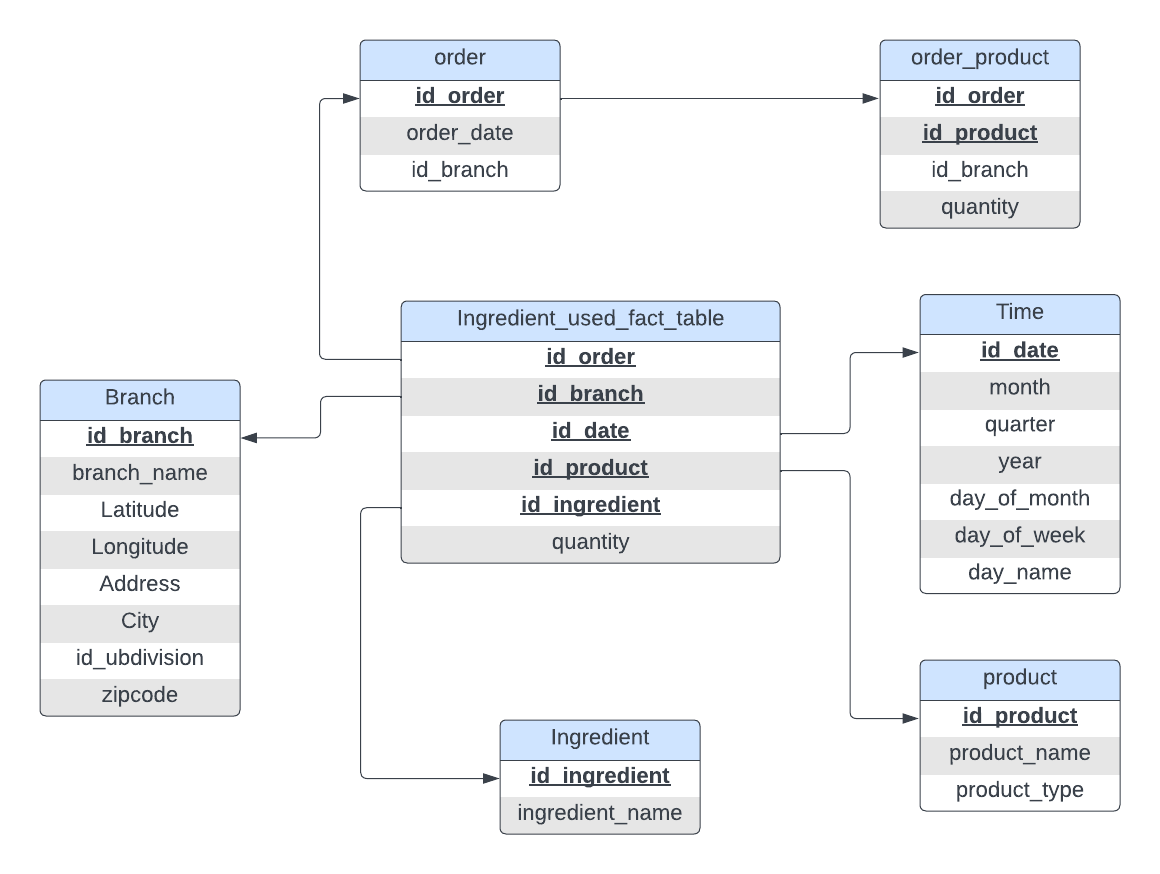 order
id_order
order_date
id_branch
order_product
id_order
id_product
id_branch
quantity
Ingredient_used_fact_table
id_order
id_branch
id_date
id_product
id_ingredient
quantity
Time
id_date
month
quarter
year
day_of_month
day_of_week
day_name
Branch
id_branch
branch_name
Latitude
Longitude
Address
City
id_ubdivision
zipcode
Ingredient
id_ingredient
ingredient_name
product
id_product
product_name
product_type